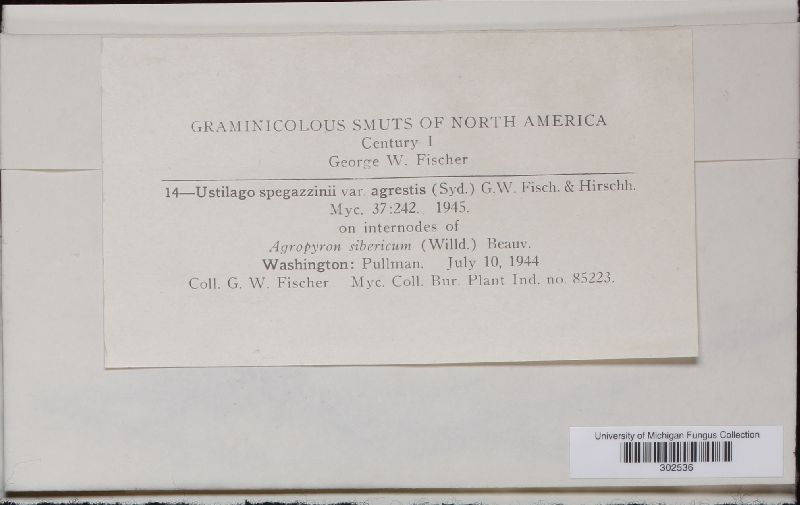 GRAMINICOLOUS SMUTS OF NORTH AMERICA
Century I
George W. Fischer
14—Ustilago spegazzinii var. agrestis (Syd.) G.W. Fisch. & Hirschh.
Myc. 37:242. 1945.
on internodes of
Agropyron sibericum (Willd.) Beauv.
Washington: Pullman. July 10, 1944
Coll. G. W. Fischer Myc. Coll. Bur. Plant Ind. no. 85223.
University of Michigan Fungus Collection
302536